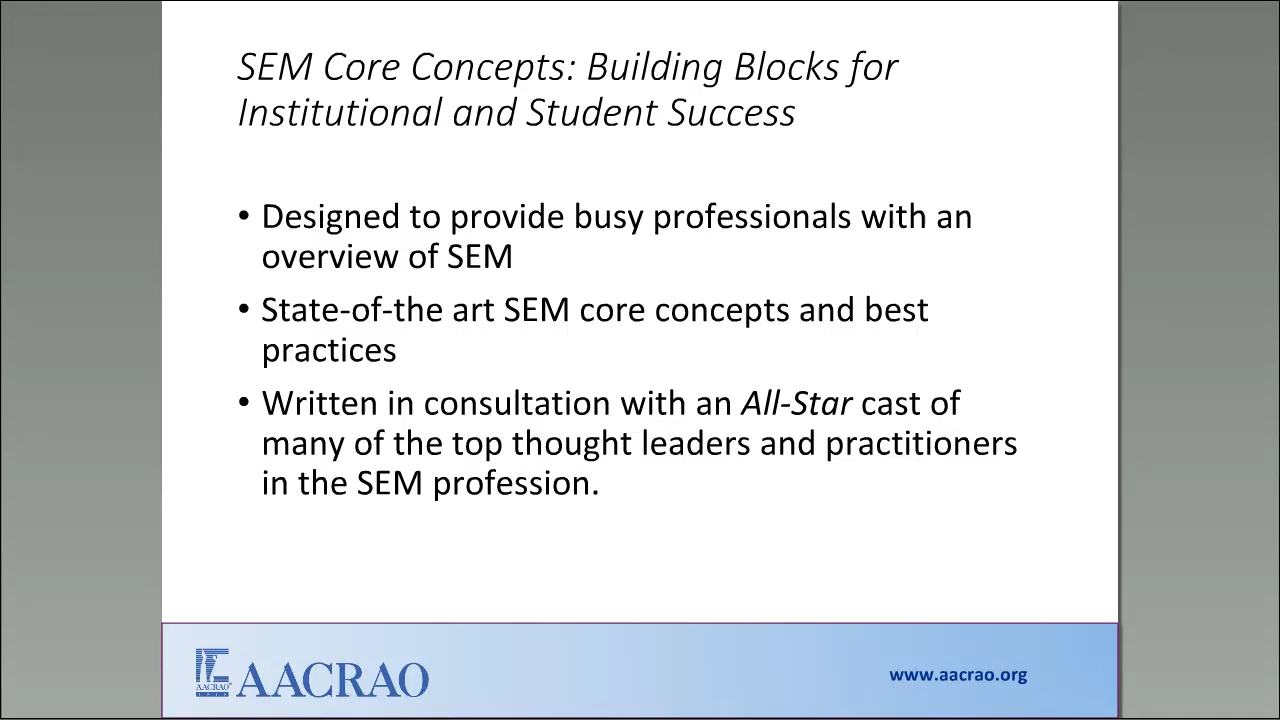 SEM Core Concepts: Building Blocks for
Institutional and Student Success
• Designed to provide busy professionals with an
overview of SEM
• State-of-the art SEM core concepts and best
practices
• Written in consultation with an All-Star cast of
many of the top thought leaders and practitioners
in the SEM profession.
AACRAO
AACRAO
www.aacrao.org